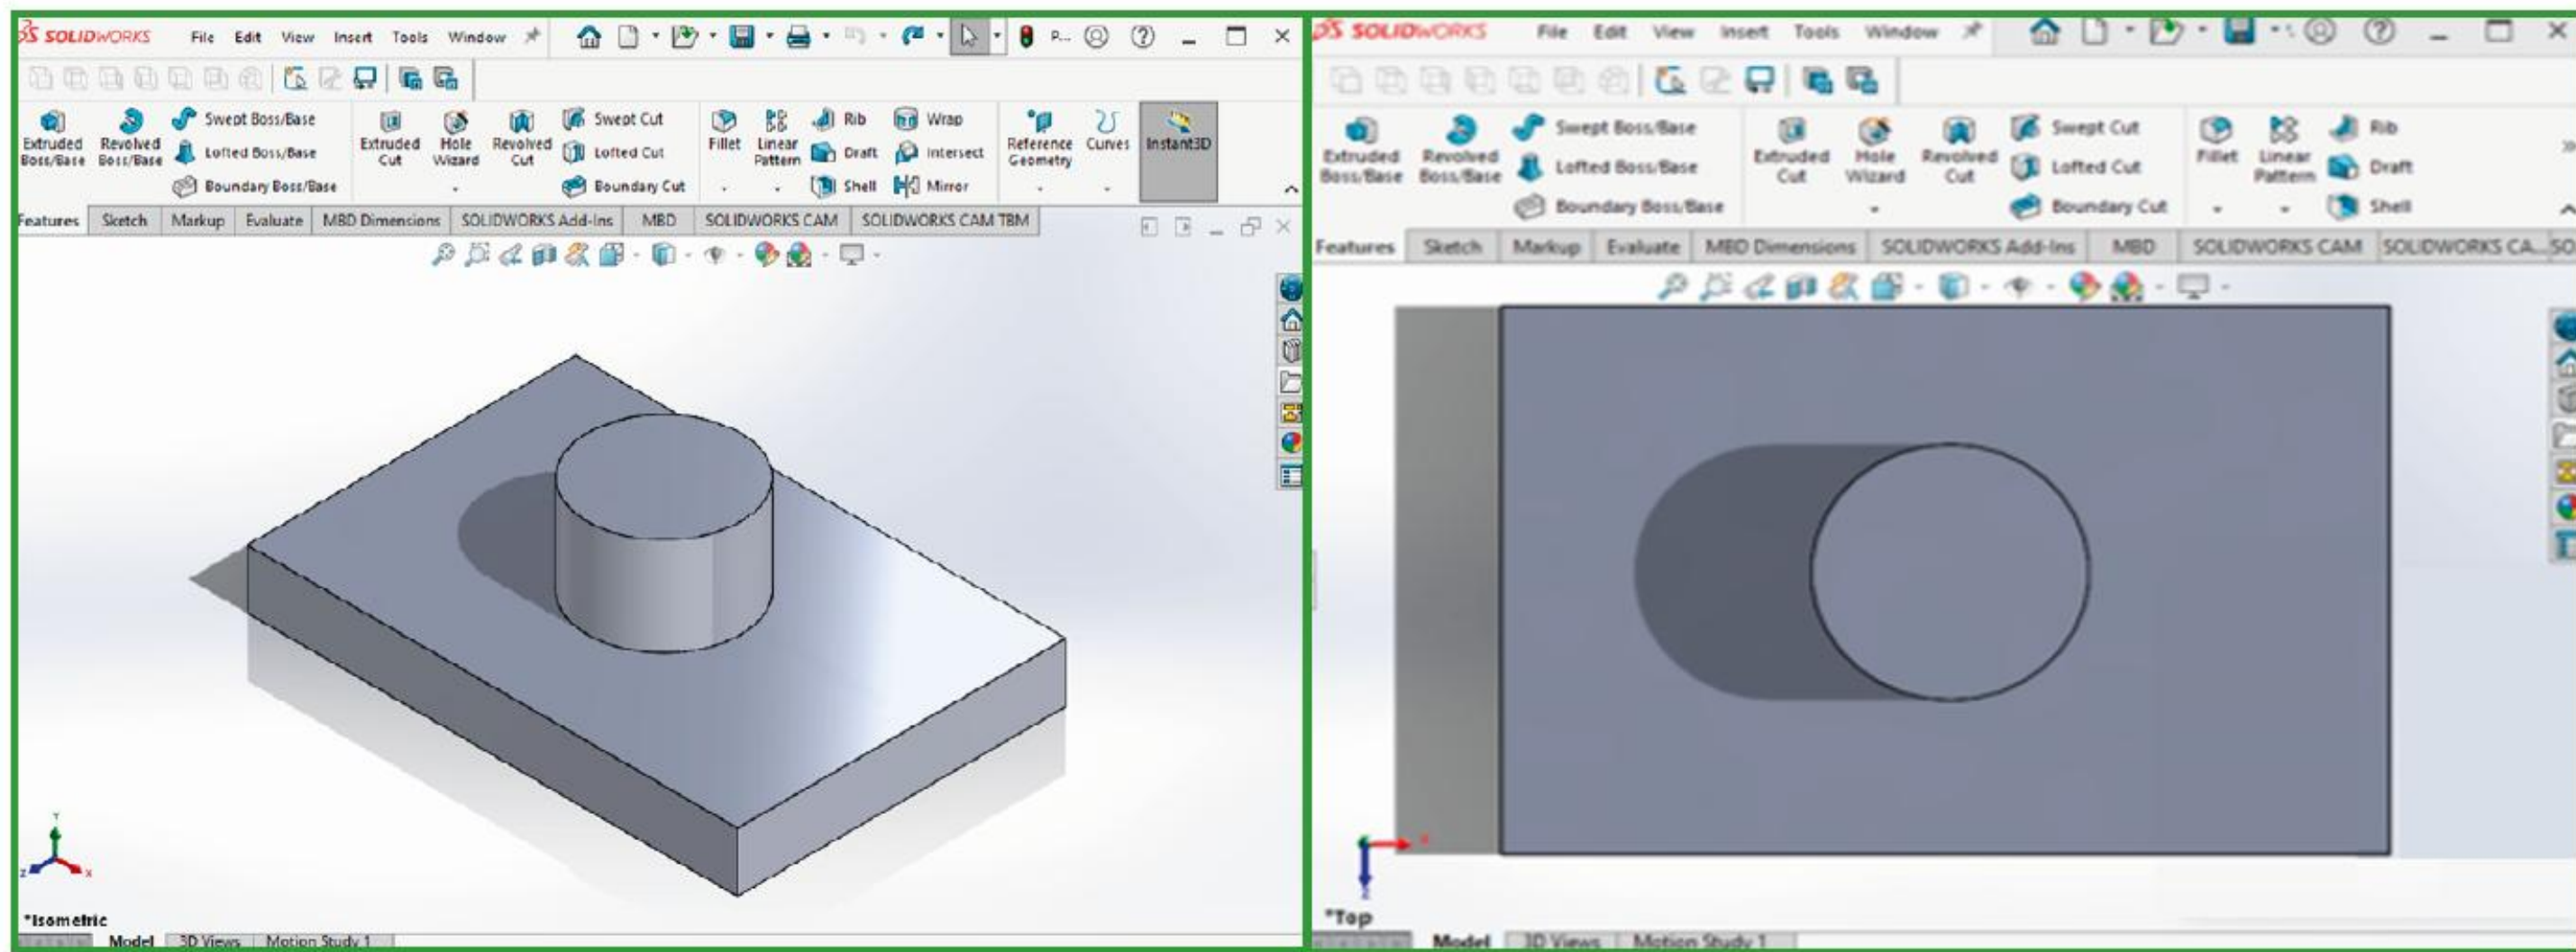 SOLIDWORKS File Edit View Insert Tools Window P...
Extruded Boss/Base Revolved Boss/Base Swept Boss/Base Lofted Boss/Base Boundary Boss/Base Extruded Cut Hole Wizard Revolved Cut Swept Cut Lofted Cut Boundary Cut Fillet Linear Pattern Rib Draft Shell Wrap Intersect Mirror Reference Geometry Curves Instant3D
Features Sketch Markup Evaluate MBD Dimensions SOLIDWORKS Add-Ins MBD SOLIDWORKS CAM SOLIDWORKS CAM TBM
Y
Z X
*Isometric
Model 3D Views Motion Study 1
SOLIDWORKS File Edit View Insert Tools Window
Extruded Boss/Base Revolved Boss/Base Swept Boss/Base Lofted Boss/Base Boundary Boss/Base Extruded Cut Hole Wizard Revolved Cut Swept Cut Lofted Cut Boundary Cut Fillet Linear Pattern Rib Draft Shell
Features Sketch Markup Evaluate MBD Dimensions SOLIDWORKS Add-Ins MBD SOLIDWORKS CAM SOLIDWORKS CA... SO
*Top
Model 3D Views Motion Study 1